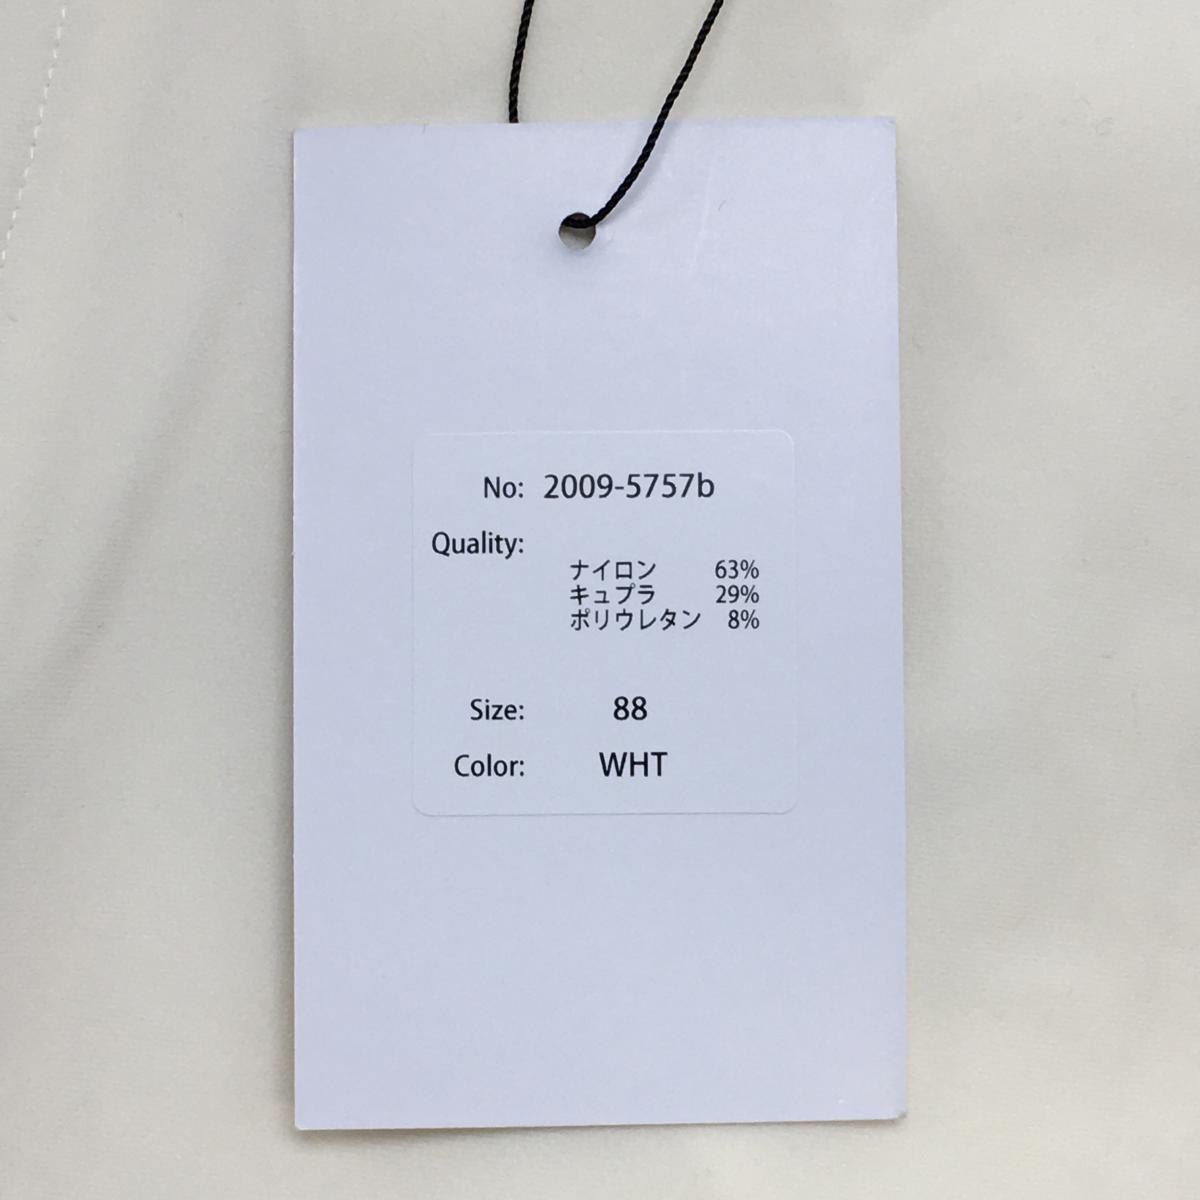 No: 2009-5757b
Quality:
ナイロン 63%
キュプラ 29%
ポリウレタン 8%
Size: 88
Color: WHT